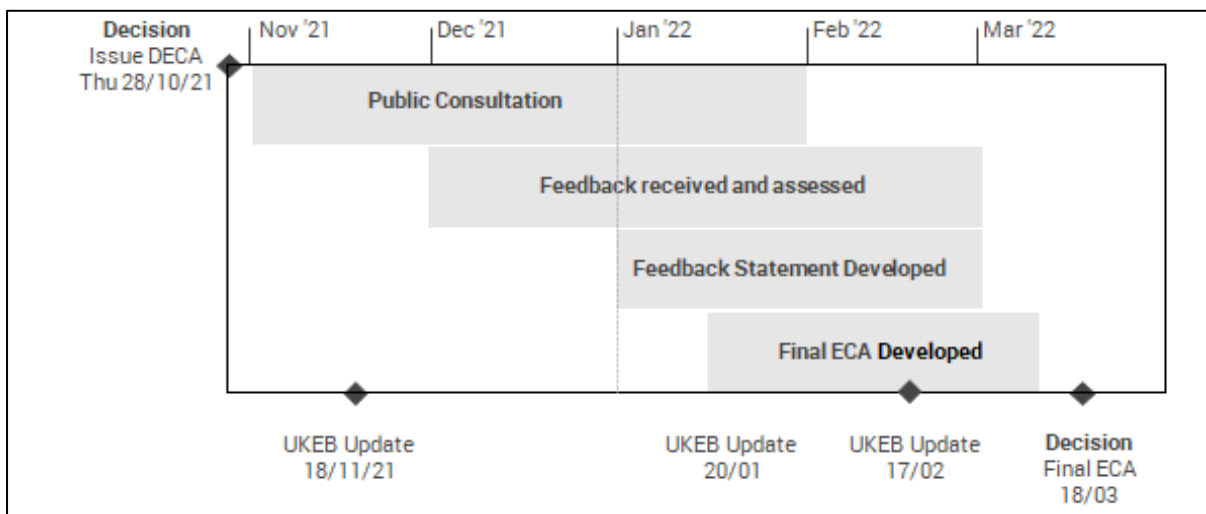 Decision
Issue DECA
Thu 28/10/21
Nov '21
Dec '21
Jan '22
Feb '22
Mar '22
Public Consultation
Feedback received and assessed
Feedback Statement Developed
Final ECA Developed
UKEB Update
18/11/21
UKEB Update
20/01
UKEB Update
17/02
Decision
Final ECA
18/03